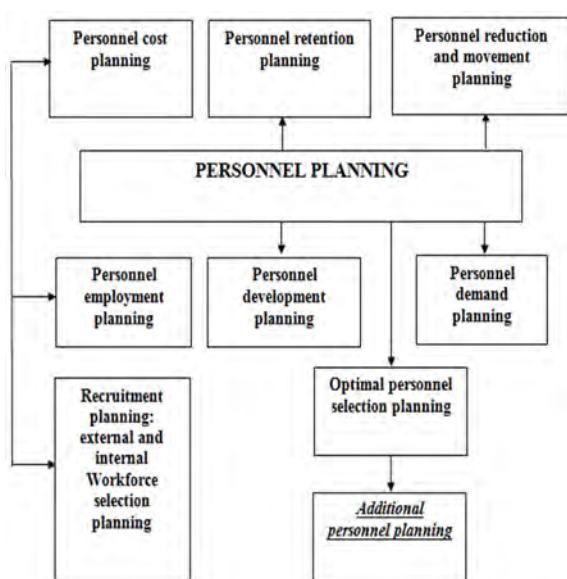 Personnel cost
planning
Personnel retention
planning
Personnel reduction
and movement
planning
PERSONNEL PLANNING
Personnel
employment
planning
Personnel
development
planning
Personnel
demand
planning
Recruitment
planning:
external and
internal
Workforce
selection
planning
Optimal personnel
selection planning
Additional
personnel planning